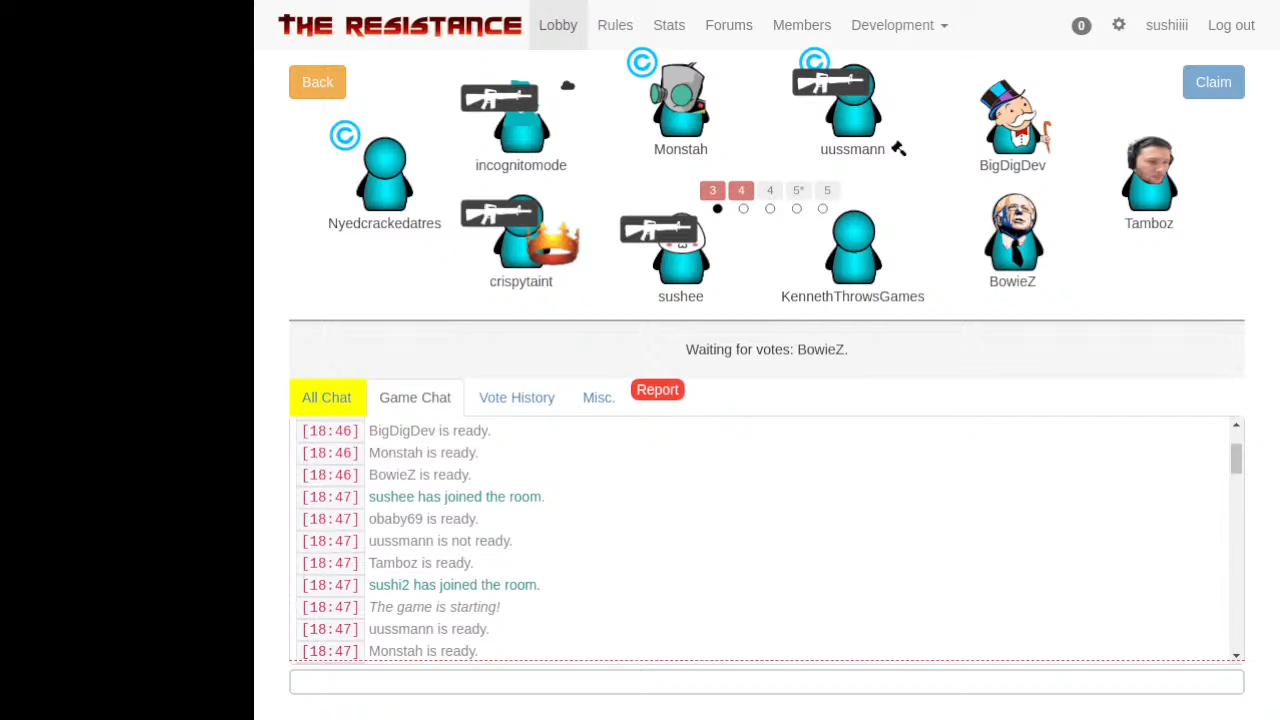 THE RESISTANCE Lobby Rules Stats Forums Members Development 0 sushiiii Log out
Back Claim
Nyedcrackedatres
incognitomode
Monstah
uussmann
BigDigDev
Tamboz
3 4 4 5* 5
crispytaint
sushee
KennethThrowsGames
BowieZ
Waiting for votes: BowieZ.
All Chat Game Chat Vote History Misc. Report
[18:46] BigDigDev is ready.
[18:46] Monstah is ready.
[18:46] BowieZ is ready.
[18:47] sushee has joined the room.
[18:47] obaby69 is ready.
[18:47] uussmann is not ready.
[18:47] Tamboz is ready.
[18:47] sushi2 has joined the room.
[18:47] The game is starting!
[18:47] uussmann is ready.
[18:47] Monstah is ready.